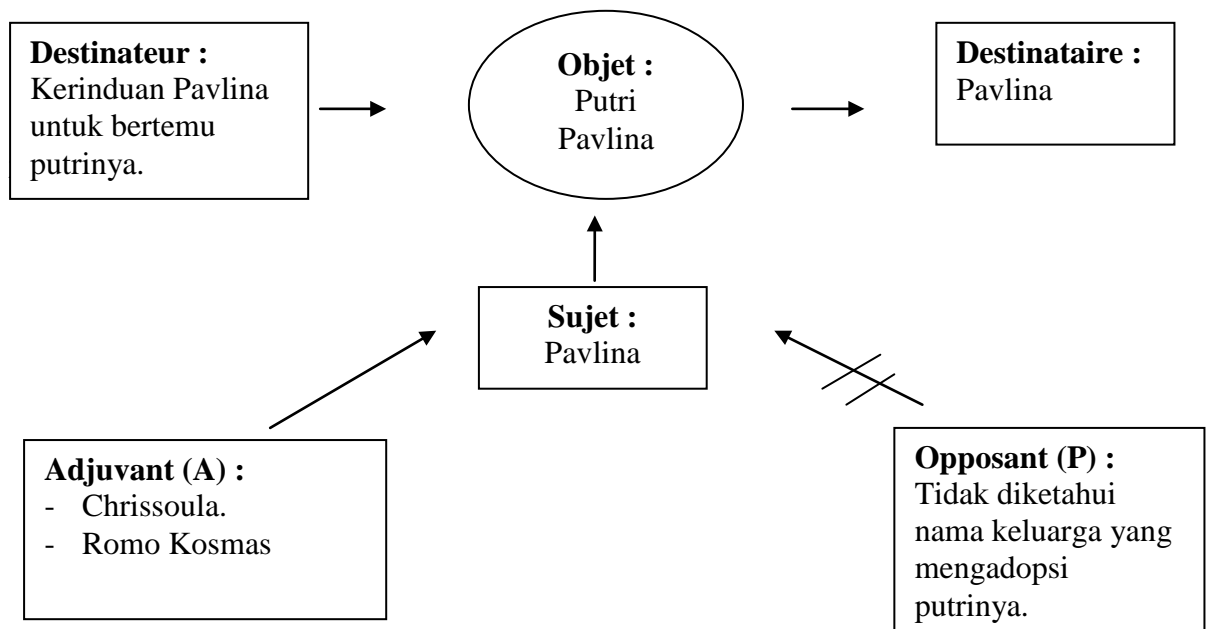 Destinateur :
Kerinduan Pavlina
untuk bertemu
putrinya.
Objet :
Putri
Pavlina
Destinataire :
Pavlina
Sujet :
Pavlina
Adjuvant (A) :
- Chrissoula.
- Romo Kosmas
Opposant (P) :
Tidak diketahui
nama keluarga yang
mengadopsi
putrinya.